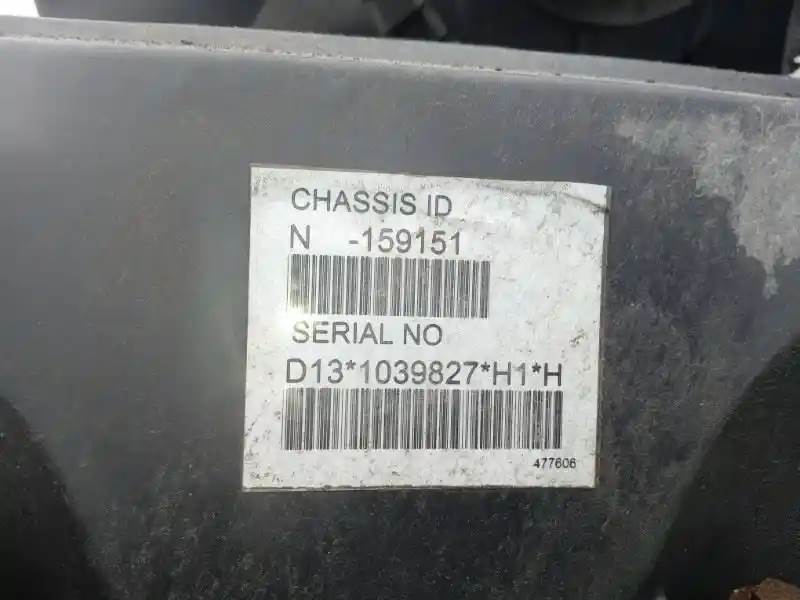 CHASSIS ID
N -159151
SERIAL NO
D13*1039827*H1*H
477606